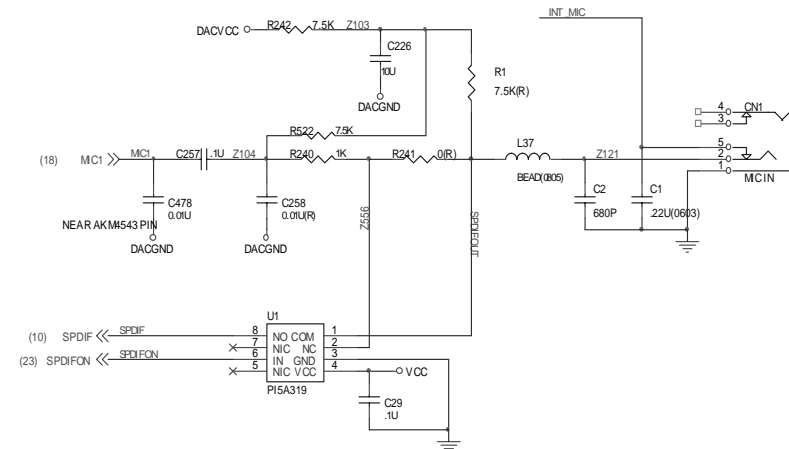 INT_MIC
DACVCC R242 7.5K Z103
C226
10U
DACGND
R1
7.5K(R)
4 CN1
3
R522 7.5K
L37
(18) MIC1 MIC1 C257 .1U Z104 R240 1K R241 0(R) Z121
5
2
1
BEAD(0805)
MICIN
C478
0.01U
C258
0.01U(R)
C2
680P
C1
.22U(0603)
NEAR AKM4543 PIN
DACGND DACGND
Z556
SPDIFOUT
U1
(10) SPDIF SPDIF 8 NO COM 1
7 NIC NC 2
(23) SPDIFON SPDIFON 6 IN GND 3
5 NIC VCC 4 VCC
PI5A319
C29
.1U